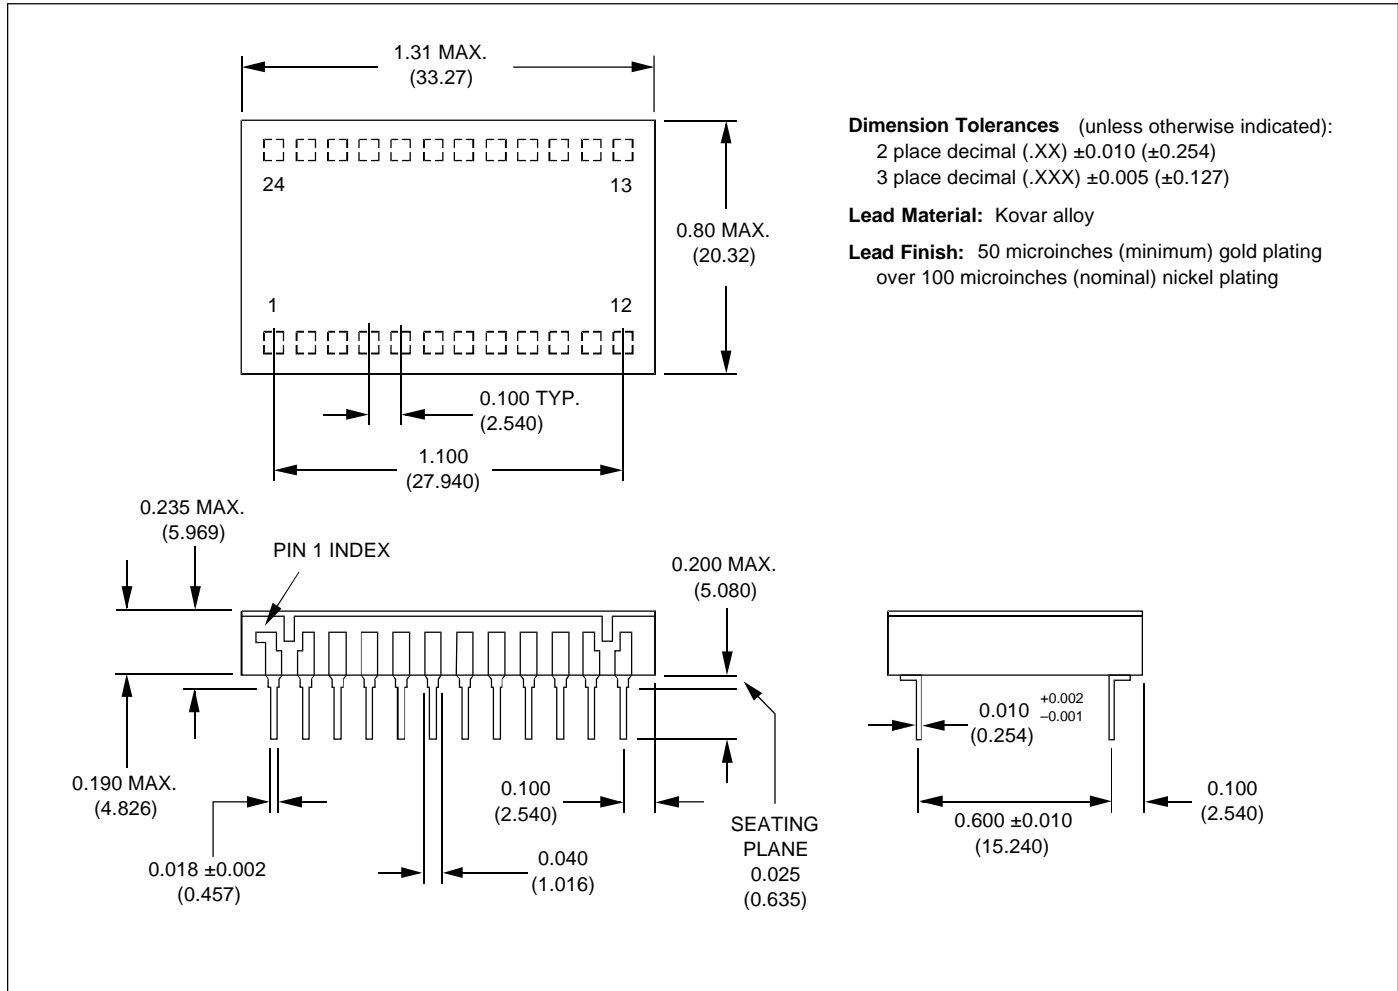 1.31 MAX.
(33.27)
Dimension Tolerances (unless otherwise indicated):
2 place decimal (.XX) ±0.010 (±0.254)
3 place decimal (.XXX) ±0.005 (±0.127)
Lead Material: Kovar alloy
Lead Finish: 50 microinches (minimum) gold plating
over 100 microinches (nominal) nickel plating
24
13
0.80 MAX.
(20.32)
1
12
0.100 TYP.
(2.540)
1.100
(27.940)
0.235 MAX.
(5.969)
PIN 1 INDEX
0.200 MAX.
(5.080)
0.190 MAX.
(4.826)
0.018 ±0.002
(0.457)
0.100
(2.540)
0.040
(1.016)
SEATING
PLANE
0.025
(0.635)
0.010 +0.002
–0.001
(0.254)
0.600 ±0.010
(15.240)
0.100
(2.540)